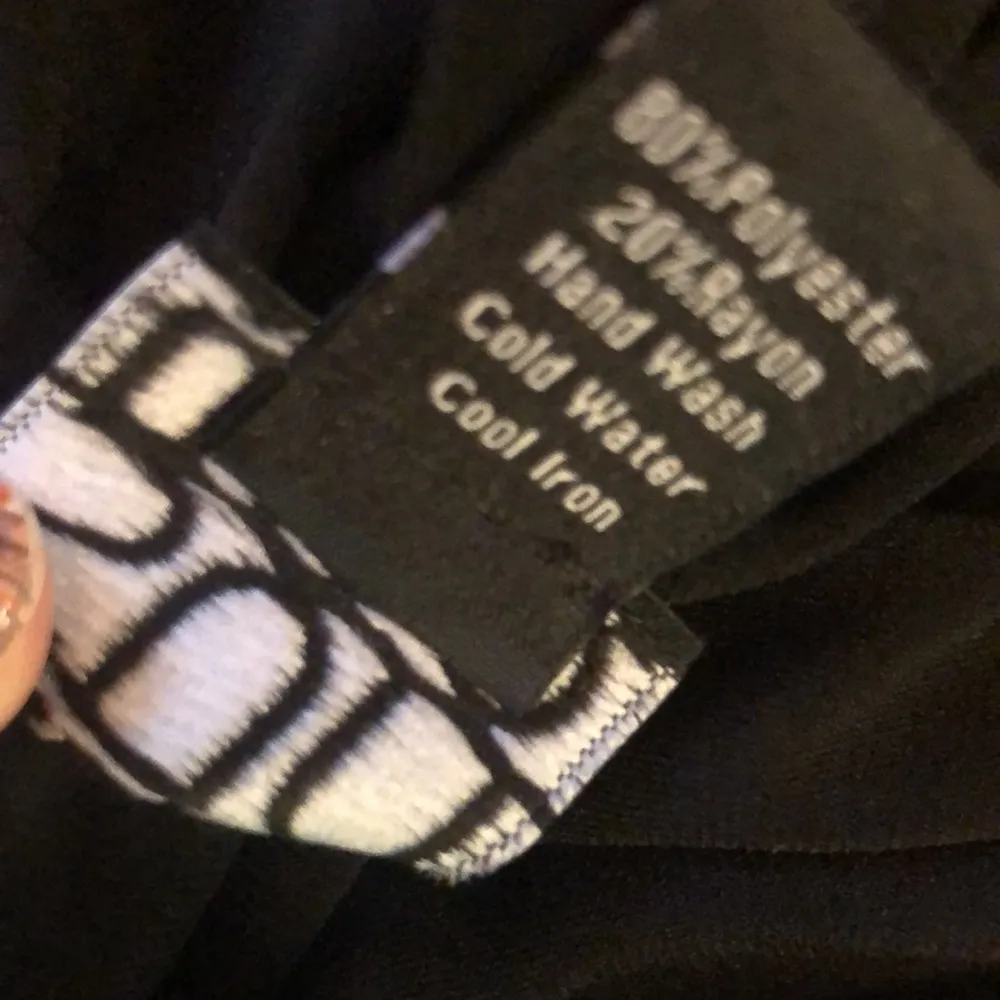 80%Polyester
20%Rayon
Hand Wash
Cold Water
Cool Iron